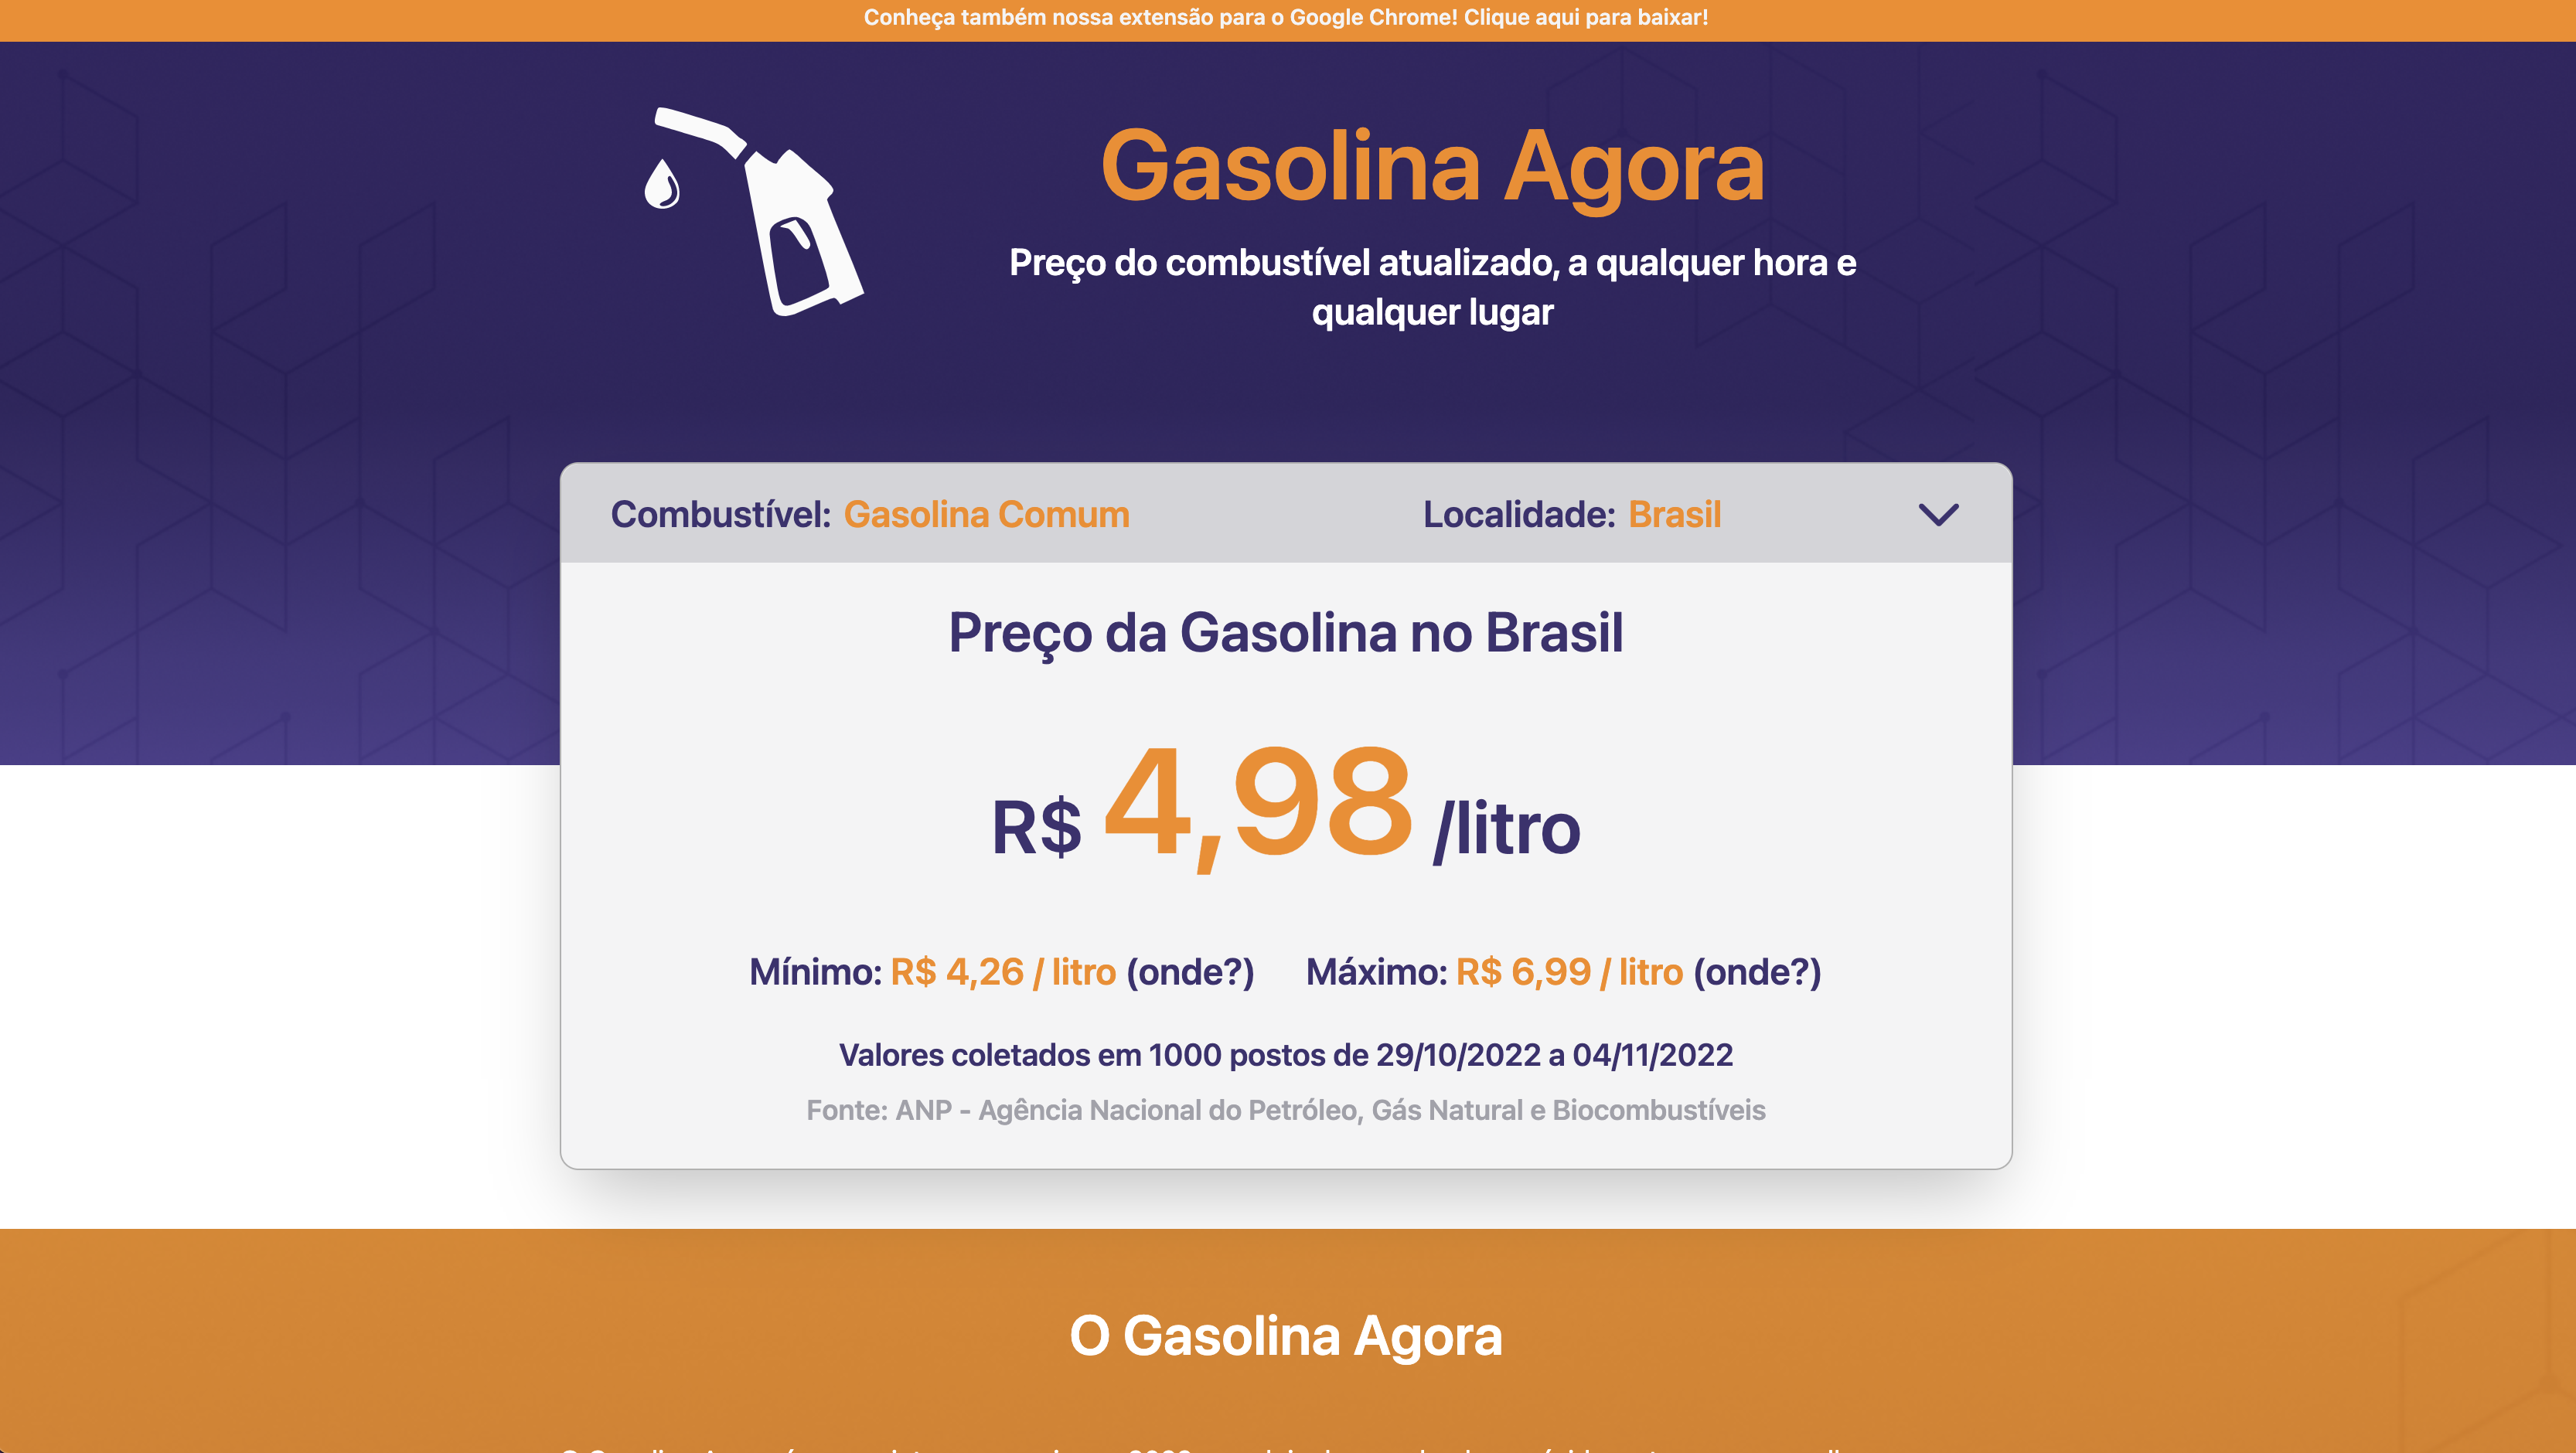 Conheça também nossa extensão para o Google Chrome! Clique aqui para baixar!
Gasolina Agora
Preço do combustível atualizado, a qualquer hora e
qualquer lugar
Combustível: Gasolina Comum
Localidade: Brasil
Preço da Gasolina no Brasil
R$ 4,98 /litro
Mínimo: R$ 4,26 / litro (onde?)
Máximo: R$ 6,99 / litro (onde?)
Valores coletados em 1000 postos de 29/10/2022 a 04/11/2022
Fonte: ANP - Agência Nacional do Petróleo, Gás Natural e Biocombustíveis
O Gasolina Agora